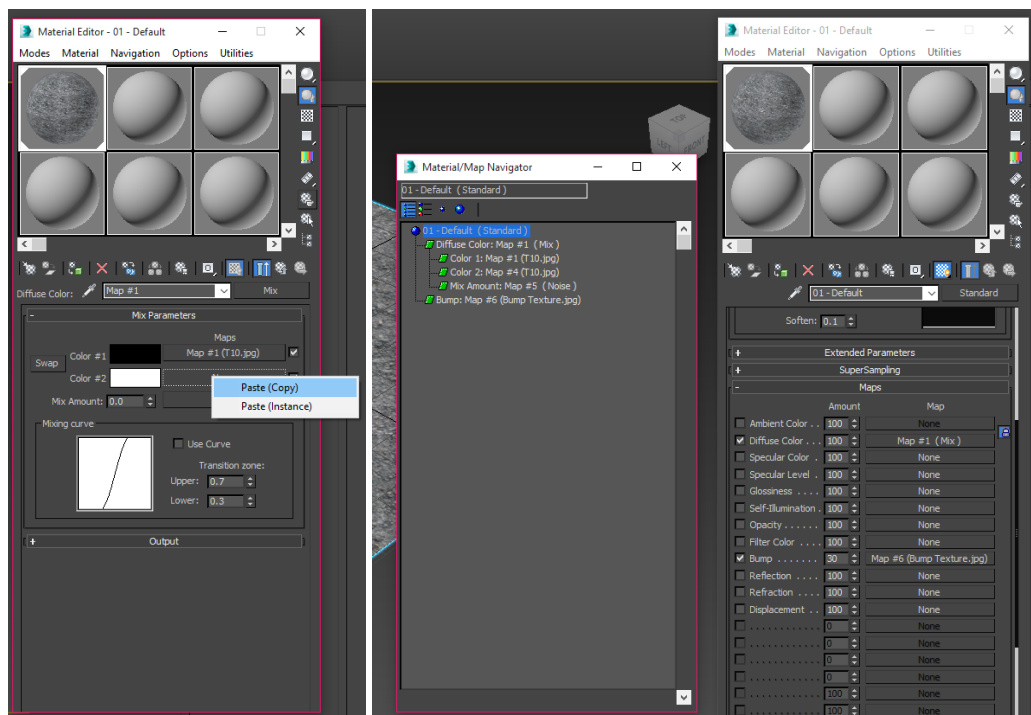 Material Editor - 01 - Default
Modes Material Navigation Options Utilities
Diffuse Color: Map #1 Mix
- Mix Parameters
Maps
Swap
Color #1 Map #1 (T10.jpg)
Color #2
Paste (Copy)
Paste (Instance)
Mix Amount: 0.0
Mixing curve
Use Curve
Transition zone:
Upper: 0.7
Lower: 0.3
+ Output
TOP
LEFT FRONT
Material/Map Navigator
01 - Default ( Standard )
01 - Default ( Standard )
Diffuse Color: Map #1 ( Mix )
Color 1: Map #1 (T10.jpg)
Color 2: Map #4 (T10.jpg)
Mix Amount: Map #5 ( Noise )
Bump: Map #6 (Bump Texture.jpg)
Material Editor - 01 - Default
Modes Material Navigation Options Utilities
01 - Default Standard
Soften: 0.1
+ Extended Parameters
+ SuperSampling
- Maps
Amount Map
Ambient Color . . 100 None
Diffuse Color . . . 100 Map #1 ( Mix )
Specular Color . 100 None
Specular Level . 100 None
Glossiness . . . . 100 None
Self-Illumination . 100 None
Opacity . . . . . . 100 None
Filter Color . . . . 100 None
Bump . . . . . . . 30 Map #6 (Bump Texture.jpg)
Reflection . . . . 100 None
Refraction . . . . 100 None
Displacement . . 100 None
. . . . . . . . . . . 0 None
. . . . . . . . . . . 0 None
. . . . . . . . . . . 0 None
. . . . . . . . . . . 0 None
. . . . . . . . . . . 100 None
. . . . . . . . . . . 100 None